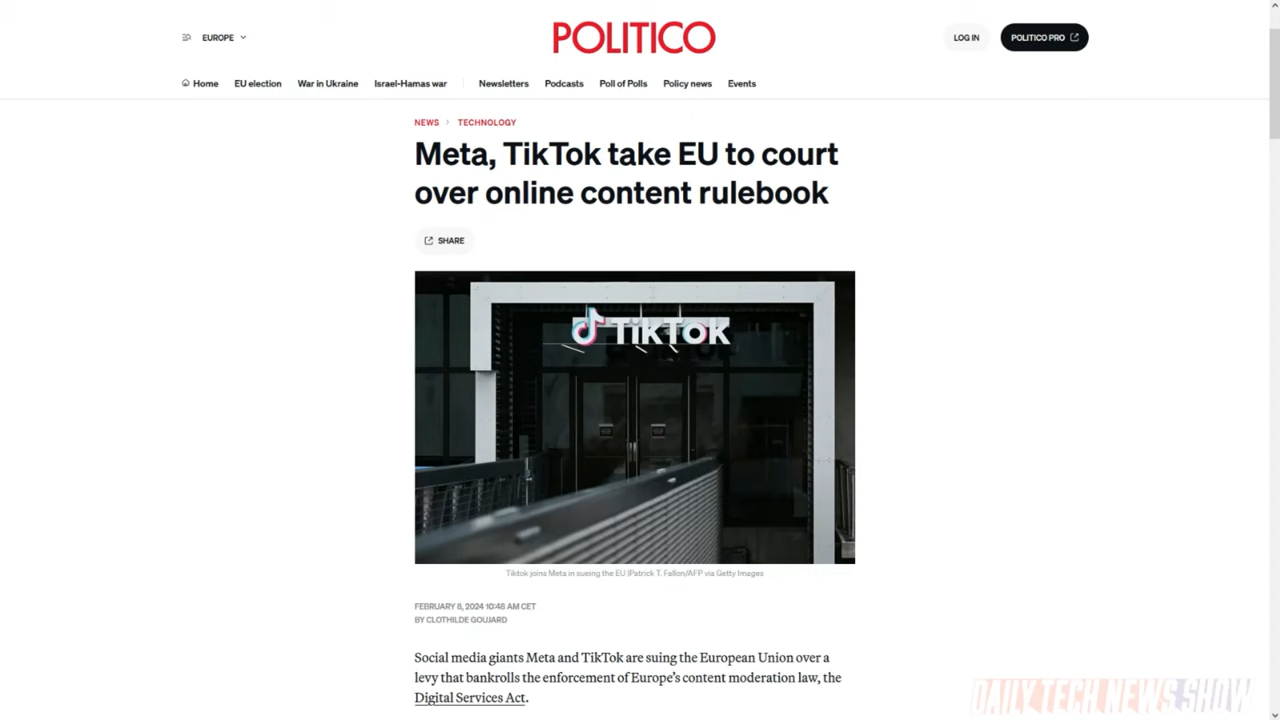 EUROPE
POLITICO
LOG IN
POLITICO PRO
Home
EU election
War in Ukraine
Israel-Hamas war
Newsletters
Podcasts
Poll of Polls
Policy news
Events
NEWS > TECHNOLOGY
Meta, TikTok take EU to court
over online content rulebook
SHARE
TikTok
Tiktok joins Meta in sueing the EU |Patrick T. Fallon/AFP via Getty Images
FEBRUARY 8, 2024 10:48 AM CET
BY CLOTHILDE GOUJARD
Social media giants Meta and TikTok are suing the European Union over a
levy that bankrolls the enforcement of Europe's content moderation law, the
Digital Services Act.
DAILY TECH NEWS SHOW